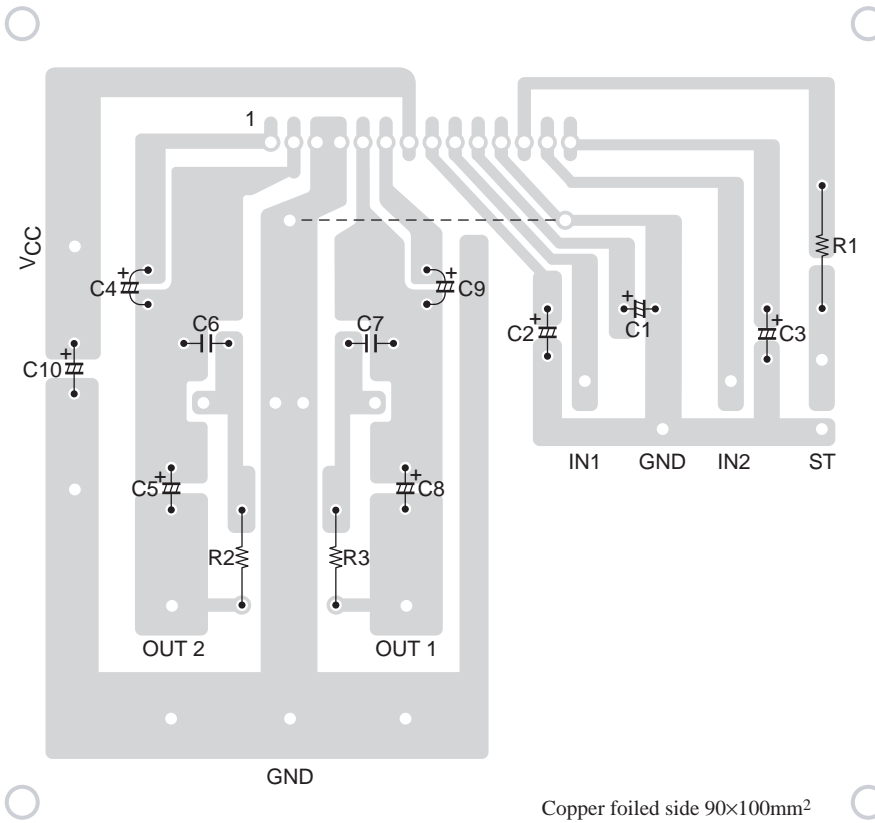 1
VCC
R1
C4
C9
C6
C7
C2
C1
C3
C10
IN1
GND
IN2
ST
C5
C8
R2
R3
OUT 2
OUT 1
GND
Copper foiled side 90×100mm²